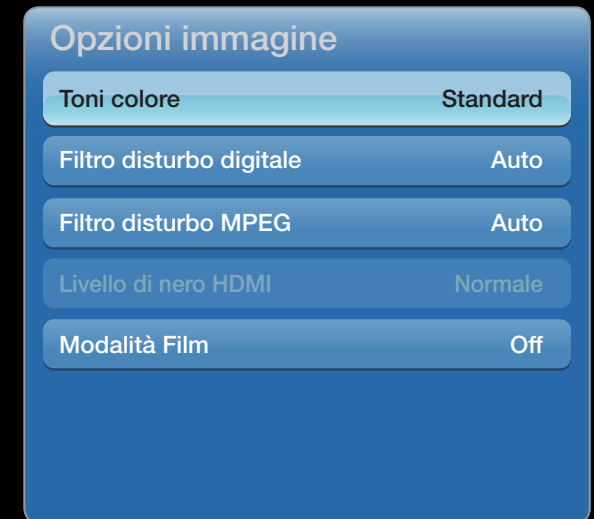 Opzioni immagine
Toni colore Standard
Filtro disturbo digitale Auto
Filtro disturbo MPEG Auto
Livello di nero HDMI Normale
Modalità Film Off